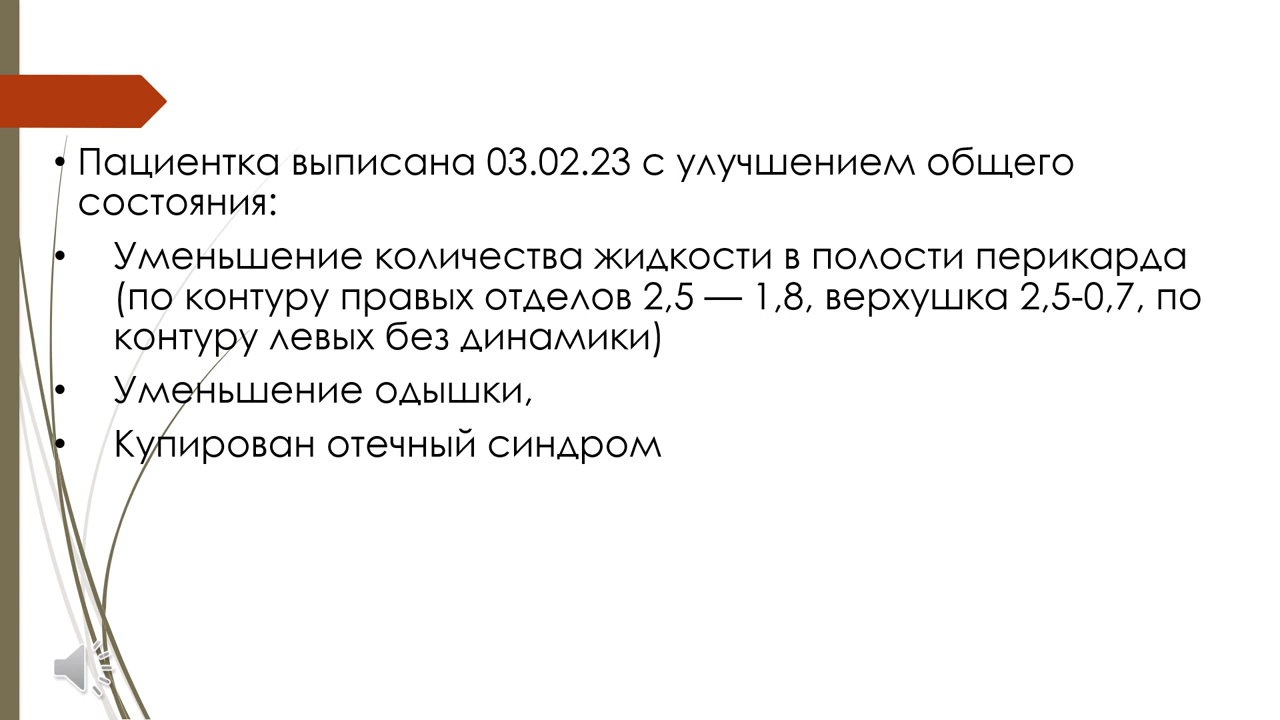 • Пациентка выписана 03.02.23 с улучшением общего
состояния:
• Уменьшение количества жидкости в полости перикарда
(по контуру правых отделов 2,5 — 1,8, верхушка 2,5-0,7, по
контуру левых без динамики)
• Уменьшение одышки,
• Купирован отечный синдром